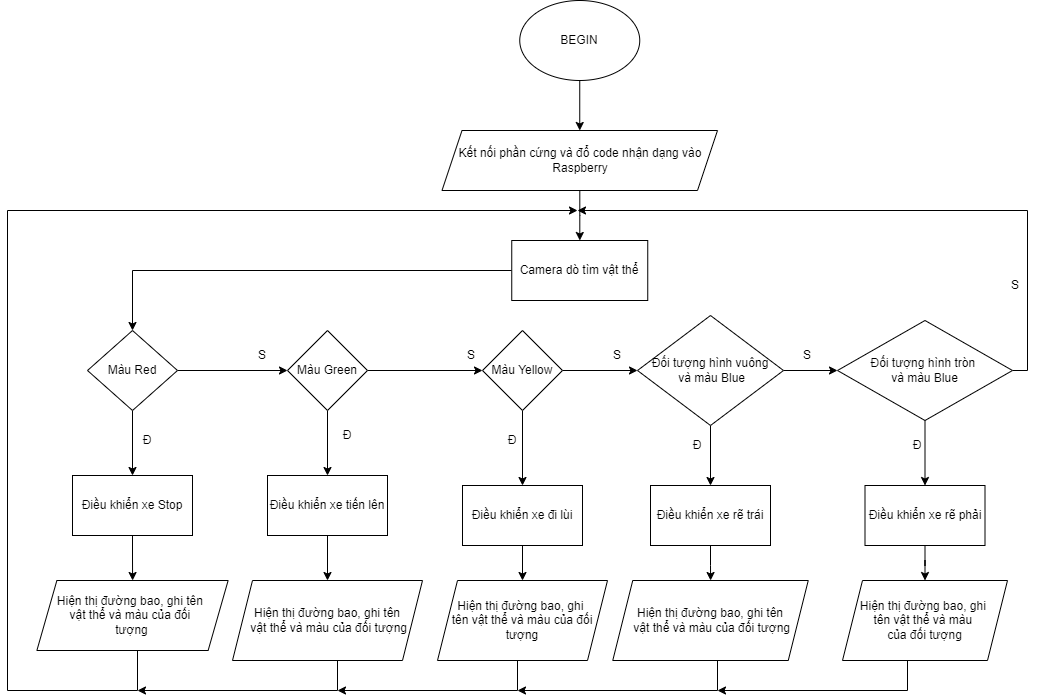 BEGIN
Kết nối phần cứng và đổ code nhận dạng vào
Raspberry
Camera dò tìm vật thể
S
Màu Red
S
Màu Green
S
Màu Yellow
S
Đối tượng hình vuông
và màu Blue
S
Đối tượng hình tròn
và màu Blue
Đ
Đ
Đ
Đ
Đ
Điều khiển xe Stop
Điều khiển xe tiến lên
Điều khiển xe đi lùi
Điều khiển xe rẽ trái
Điều khiển xe rẽ phải
Hiện thị đường bao, ghi tên
vật thể và màu của đối
tượng
Hiện thị đường bao, ghi tên
vật thể và màu của đối tượng
Hiện thị đường bao, ghi
tên vật thể và màu của đối
tượng
Hiện thị đường bao, ghi tên
vật thể và màu của đối tượng
Hiện thị đường bao, ghi
tên vật thể và màu
của đối tượng